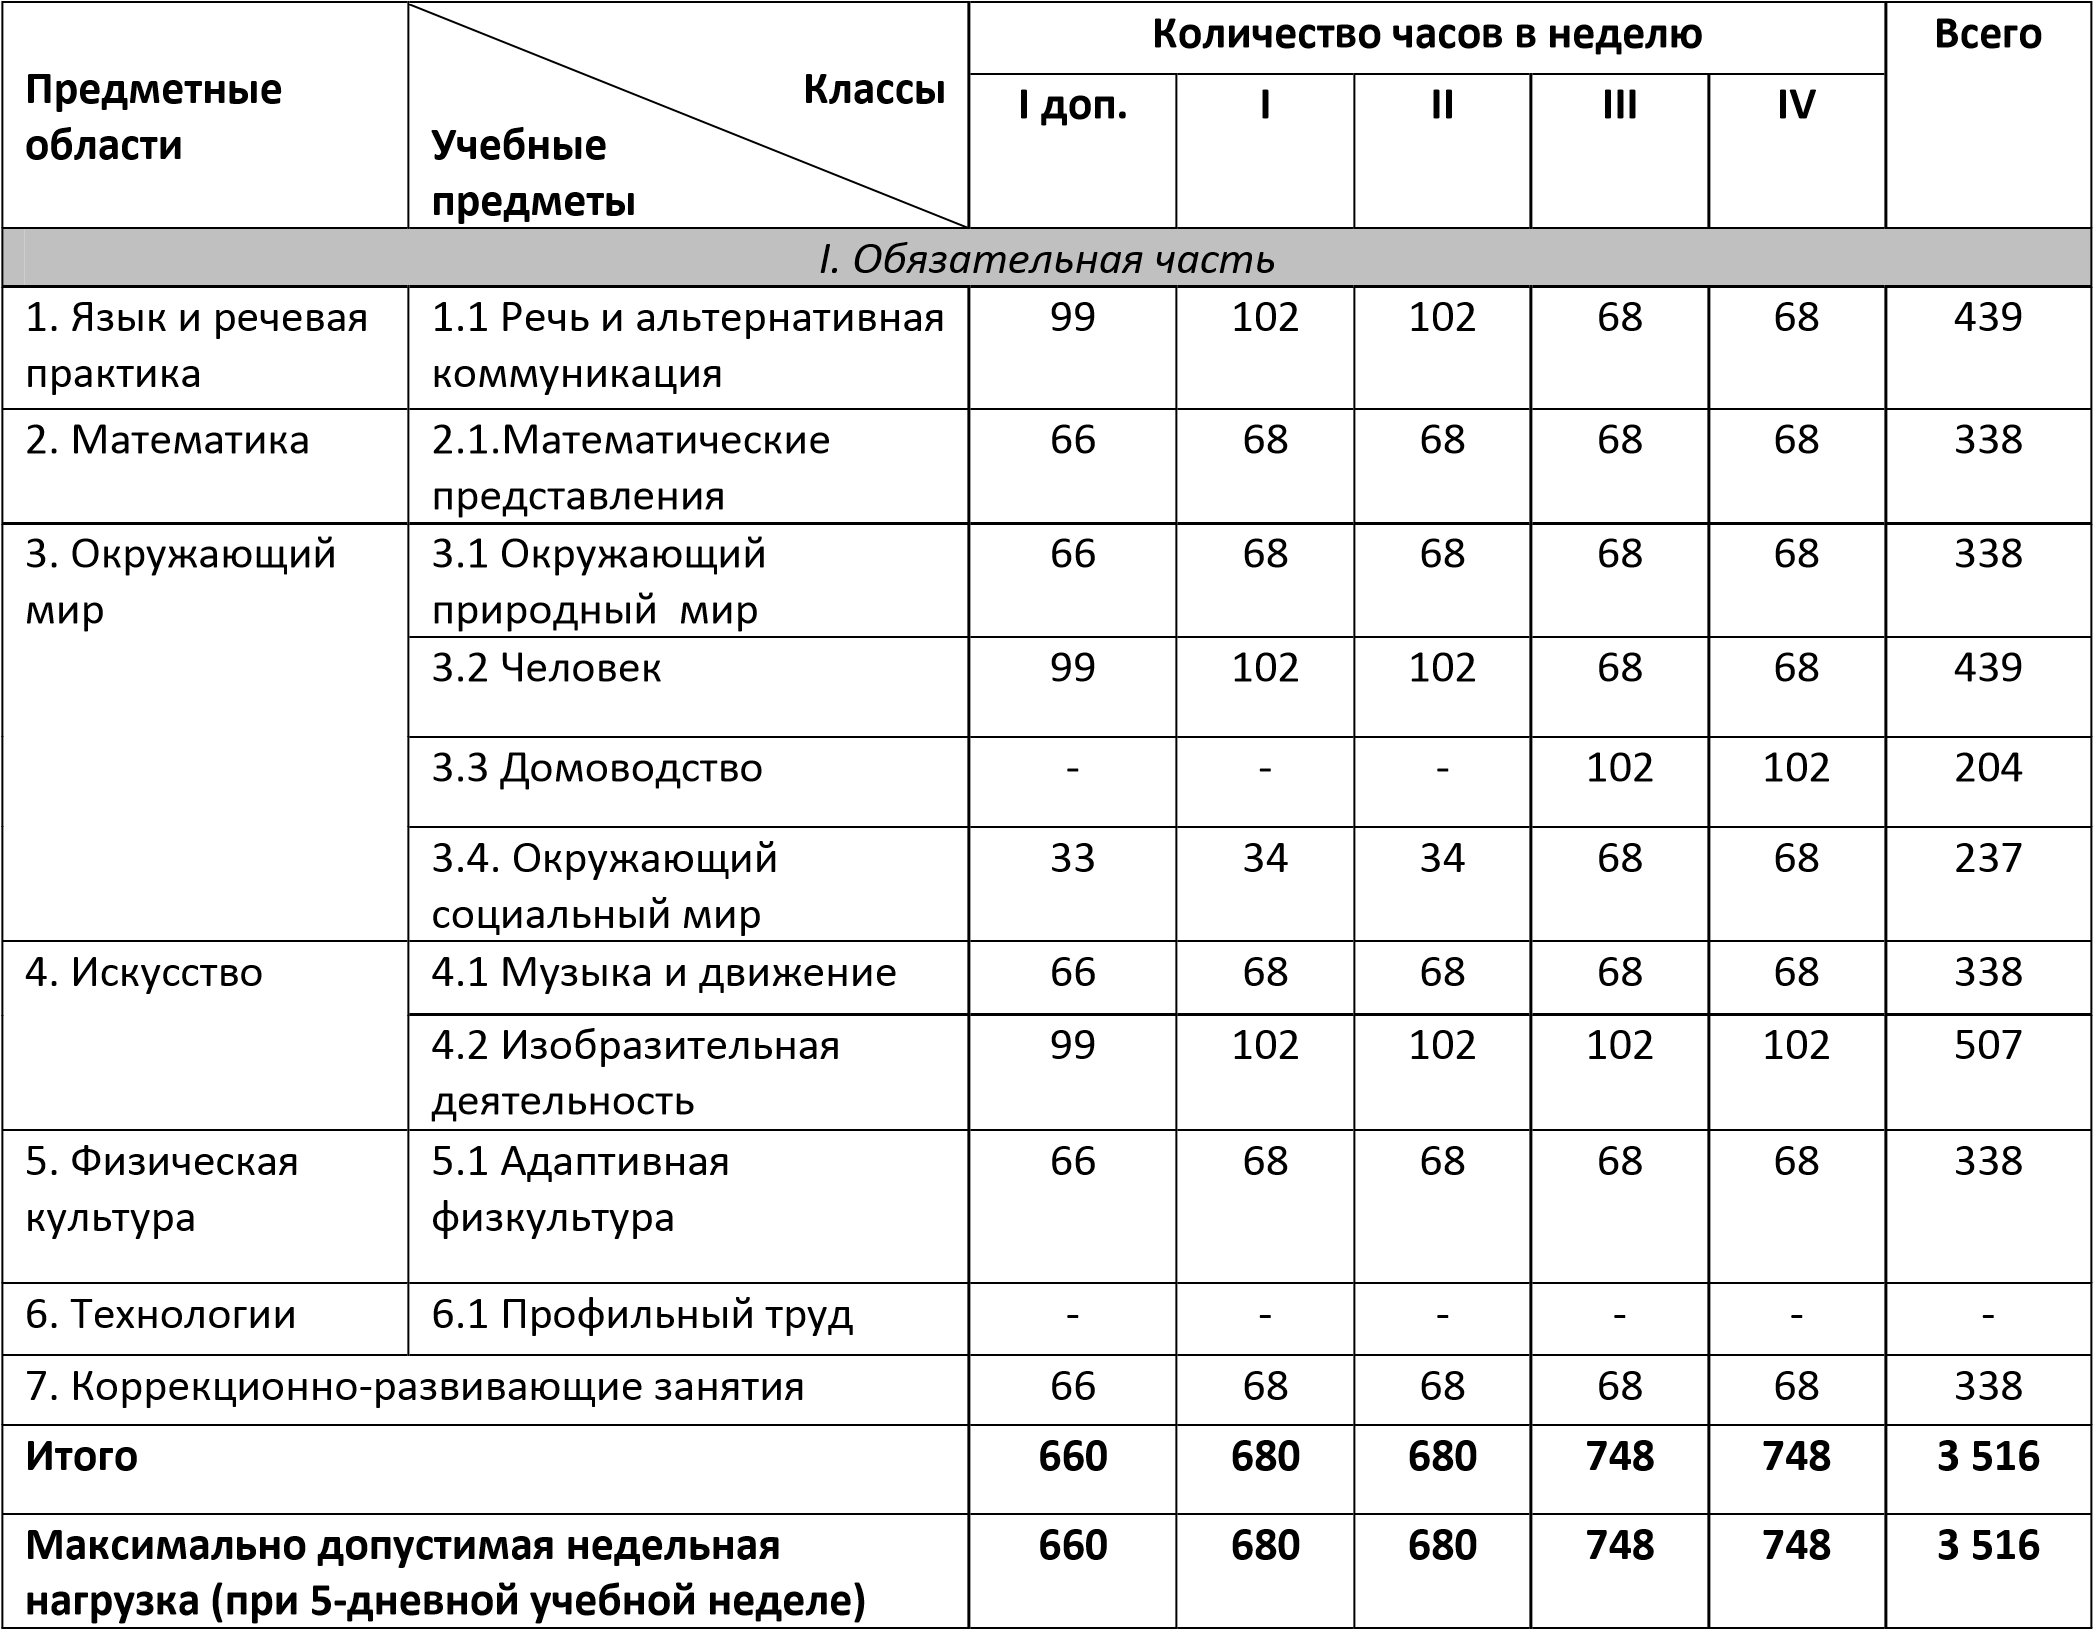 Предметные
области
Классы
Учебные
предметы
Количество часов в неделю
Всего
I доп. I II III IV
I. Обязательная часть
1. Язык и речевая
практика
1.1 Речь и альтернативная
коммуникация
99 102 102 68 68 439
2. Математика
2.1.Математические
представления
66 68 68 68 68 338
3. Окружающий
мир
3.1 Окружающий
природный  мир
66 68 68 68 68 338
3.2 Человек 99 102 102 68 68 439
3.3 Домоводство - - - 102 102 204
3.4. Окружающий
социальный мир
33 34 34 68 68 237
4. Искусство
4.1 Музыка и движение 66 68 68 68 68 338
4.2 Изобразительная
деятельность
99 102 102 102 102 507
5. Физическая
культура
5.1 Адаптивная
физкультура
66 68 68 68 68 338
6. Технологии 6.1 Профильный труд - - - - - -
7. Коррекционно-развивающие занятия 66 68 68 68 68 338
Итого 660 680 680 748 748 3 516
Максимально допустимая недельная
нагрузка (при 5-дневной учебной неделе)
660 680 680 748 748 3 516